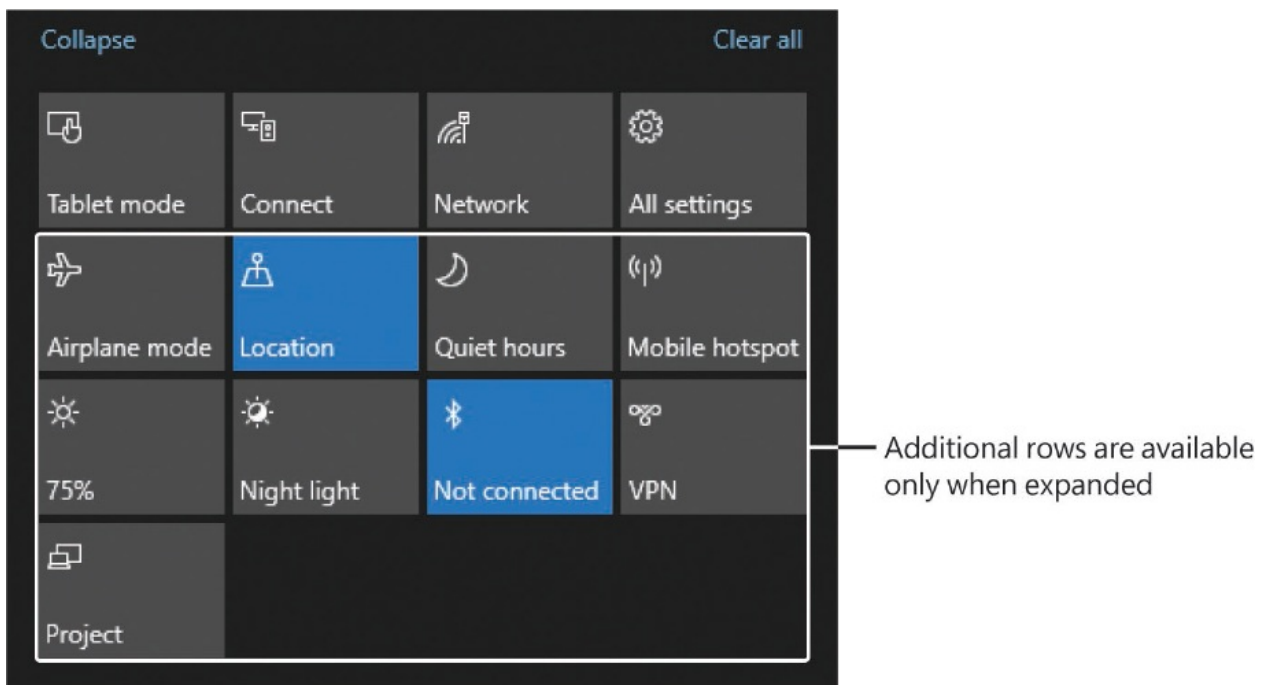 Collapse Clear all
Tablet mode Connect Network All settings
Airplane mode Location Quiet hours Mobile hotspot
75% Night light Not connected VPN
Project
Additional rows are available
only when expanded